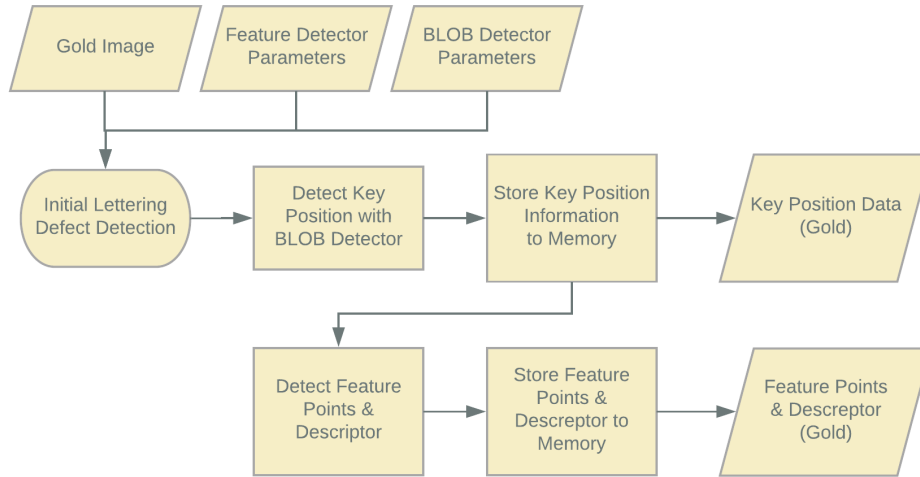 Gold Image
Feature Detector
Parameters
BLOB Detector
Parameters
Initial Lettering
Defect Detection
Detect Key
Position with
BLOB Detector
Store Key Position
Information
to Memory
Key Position Data
(Gold)
Detect Feature
Points &
Descriptor
Store Feature
Points &
Descreptor to
Memory
Feature Points
& Descreptor
(Gold)